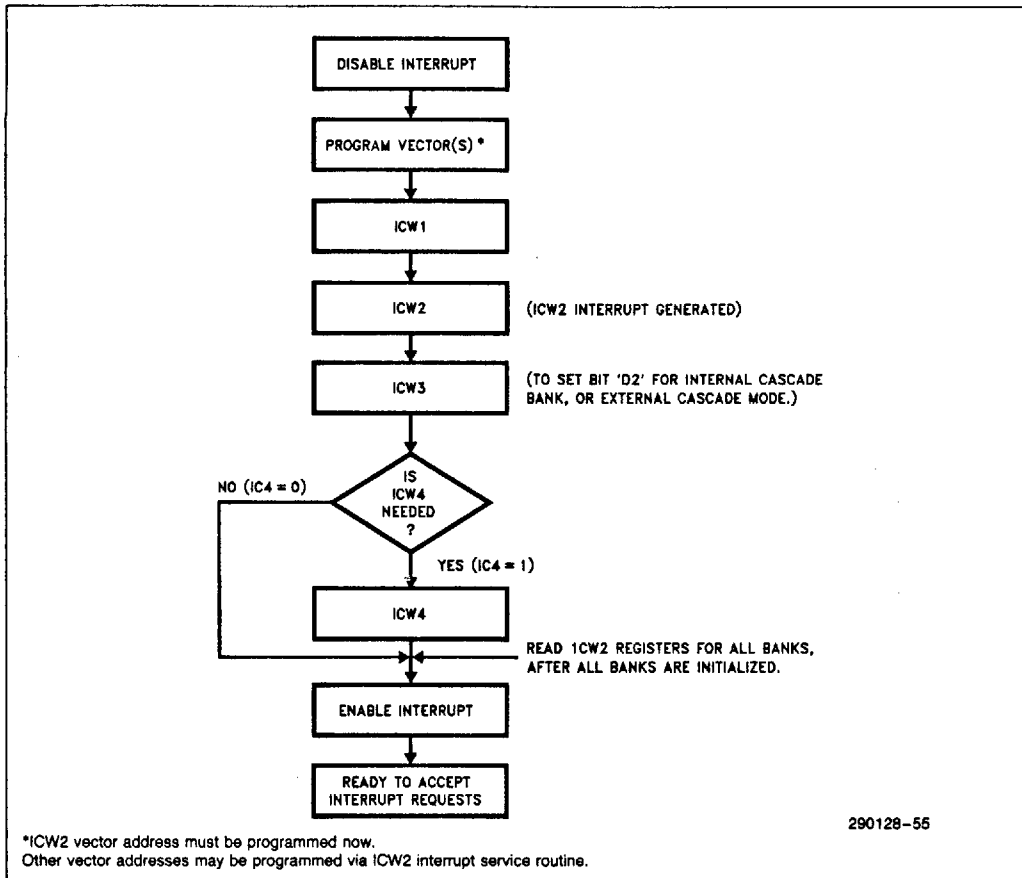 DISABLE INTERRUPT
PROGRAM VECTOR(S)*
ICW1
ICW2
(ICW2 INTERRUPT GENERATED)
ICW3
(TO SET BIT 'D2' FOR INTERNAL CASCADE
BANK, OR EXTERNAL CASCADE MODE.)
IS
ICW4
NEEDED
?
NO (IC4 = 0)
YES (IC4 = 1)
ICW4
READ 1CW2 REGISTERS FOR ALL BANKS,
AFTER ALL BANKS ARE INITIALIZED.
ENABLE INTERRUPT
READY TO ACCEPT
INTERRUPT REQUESTS
290128-55
*ICW2 vector address must be programmed now.
Other vector addresses may be programmed via ICW2 interrupt service routine.